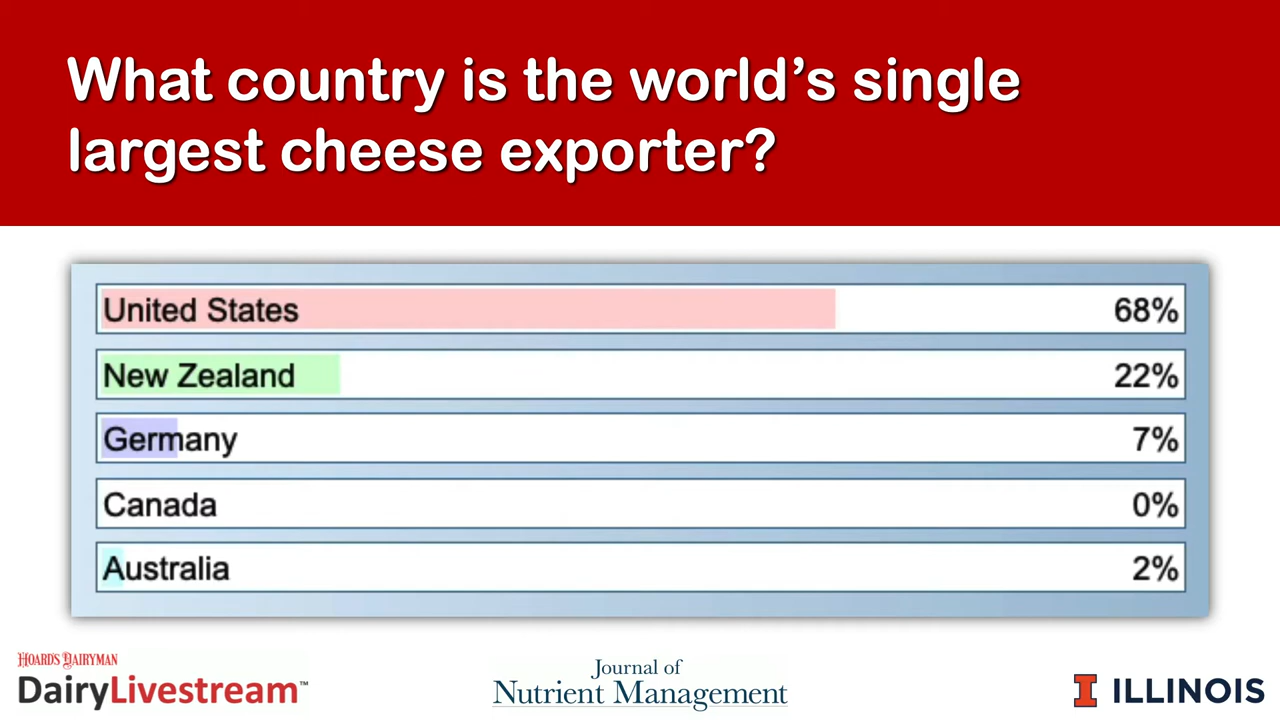 What country is the world's single
largest cheese exporter?
United States 68%
New Zealand 22%
Germany 7%
Canada 0%
Australia 2%
HOARD'S DAIRYMAN
DairyLivestream™
Journal of
Nutrient Management
I ILLINOIS